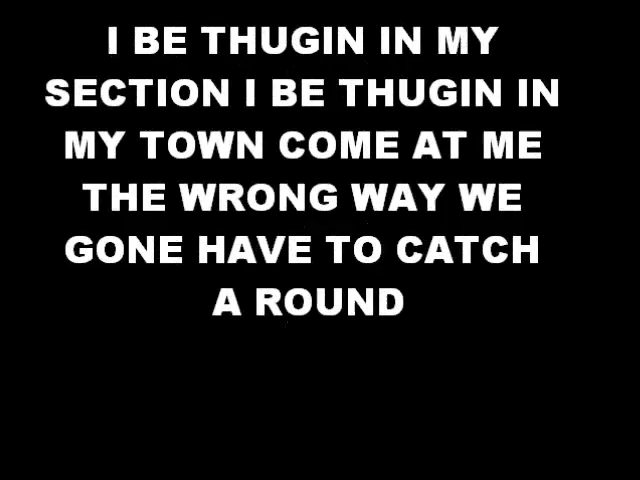 I BE THUGIN IN MY
SECTION I BE THUGIN IN
MY TOWN COME AT ME
THE WRONG WAY WE
GONE HAVE TO CATCH
A ROUND